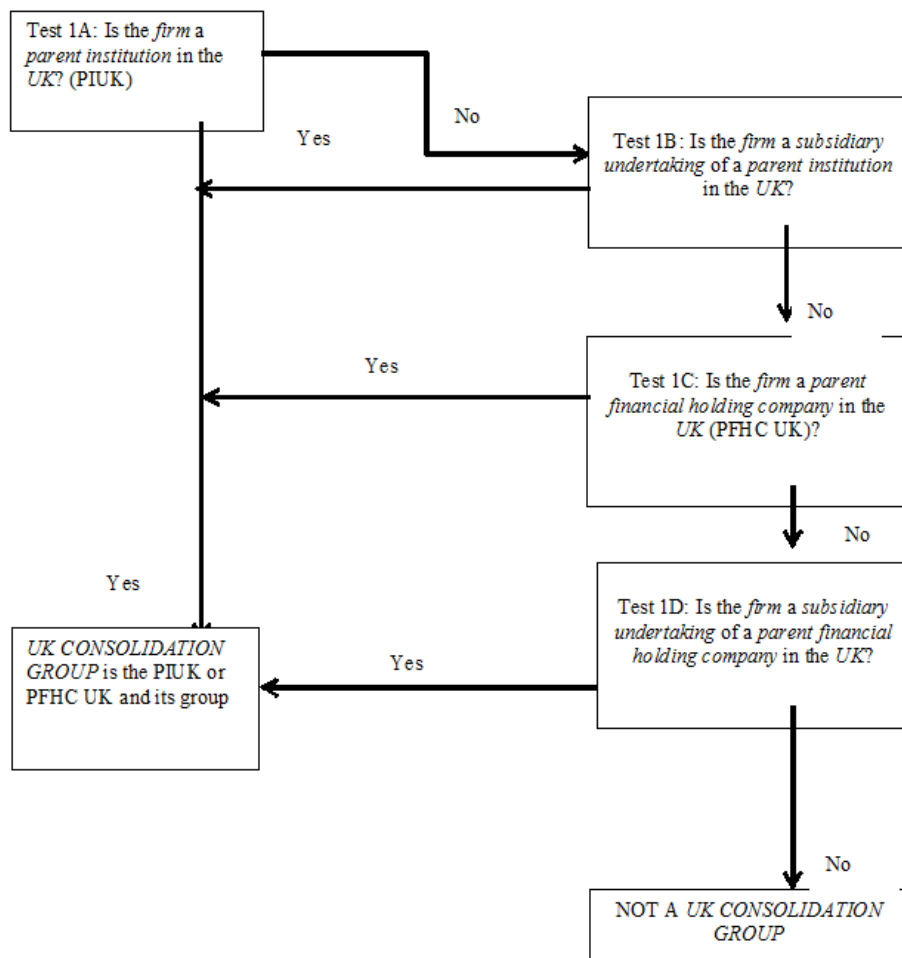 Test 1A: Is the firm a
parent institution in the
UK? (PIUK)
No
Yes
Test 1B: Is the firm a subsidiary
undertaking of a parent institution
in the UK?
No
Yes
Test 1C: Is the firm a parent
financial holding company in the
UK (PFHC UK)?
No
Yes
Test 1D: Is the firm a subsidiary
undertaking of a parent financial
holding company in the UK?
UK CONSOLIDATION
GROUP is the PIUK or
PFHC UK and its group
Yes
No
NOT A UK CONSOLIDATION
GROUP